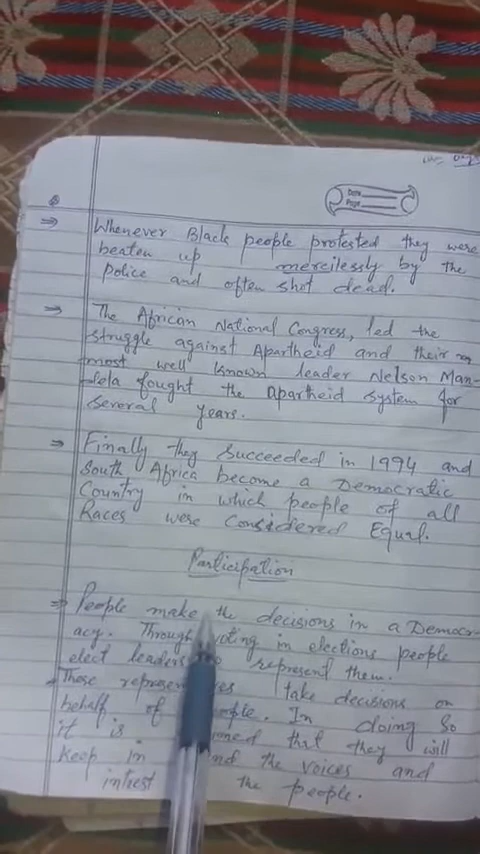 Date
Page
⇒ Whenever Black people protested they were
beaten up mercilessly by the
police and often shot dead.
⇒ The African National Congress, led the
struggle against Apartheid and their
most well known leader Nelson Man-
dela fought the apartheid system for
several years.
⇒ Finally they succeeded in 1994 and
South Africa become a Democratic
Country in which people of all
Races were Considered Equal.
Participation
⇒ People make the decisions in a Democr-
acy. Through voting in elections people
elect leaders to represent them.
These take decisions on
behalf of people. In doing so
it is that they will
keep in the voices and
intrest the people.